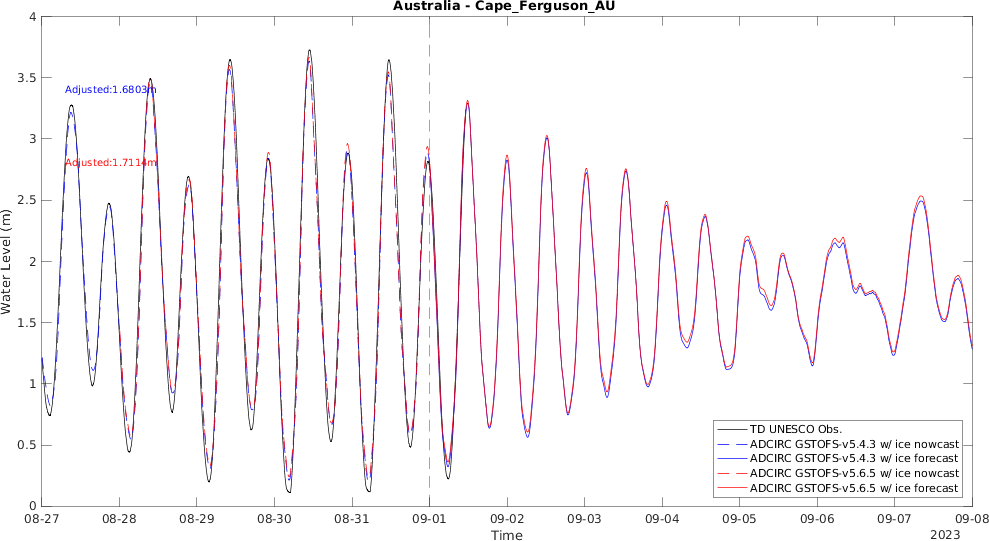 Australia - Cape_Ferguson_AU
Water Level (m)
4
3.5
3
2.5
2
1.5
1
0.5
0
Adjusted:1.6803m
Adjusted:1.7114m
TD UNESCO Obs.
ADCIRC GSTOFS-v5.4.3 w/ ice nowcast
ADCIRC GSTOFS-v5.4.3 w/ ice forecast
ADCIRC GSTOFS-v5.6.5 w/ ice nowcast
ADCIRC GSTOFS-v5.6.5 w/ ice forecast
08-27 08-28 08-29 08-30 08-31 09-01 09-02 09-03 09-04 09-05 09-06 09-07 09-08
Time
2023